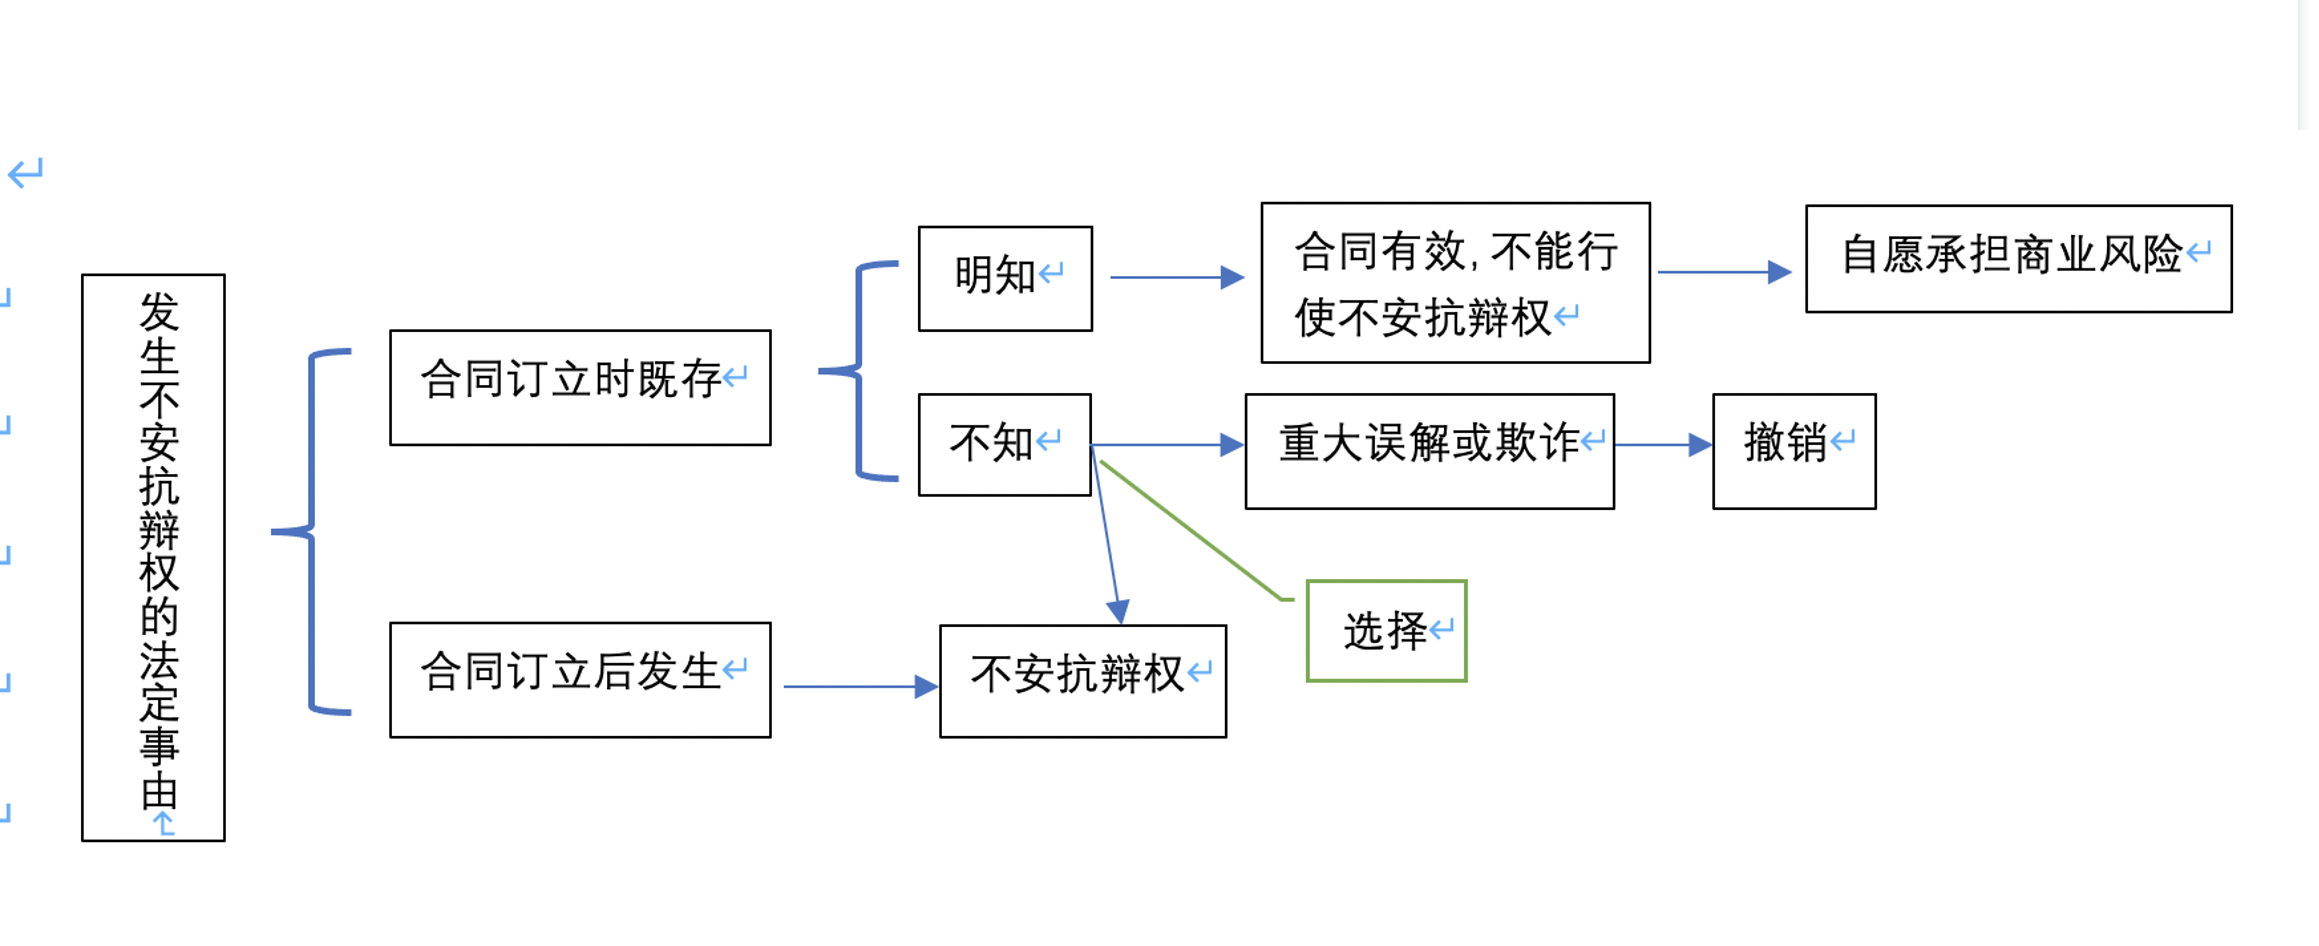 发生不安抗辩权的法定事由
合同订立时既存
明知
合同有效,不能行
使不安抗辩权
自愿承担商业风险
不知
重大误解或欺诈
撤销
选择
合同订立后发生
不安抗辩权